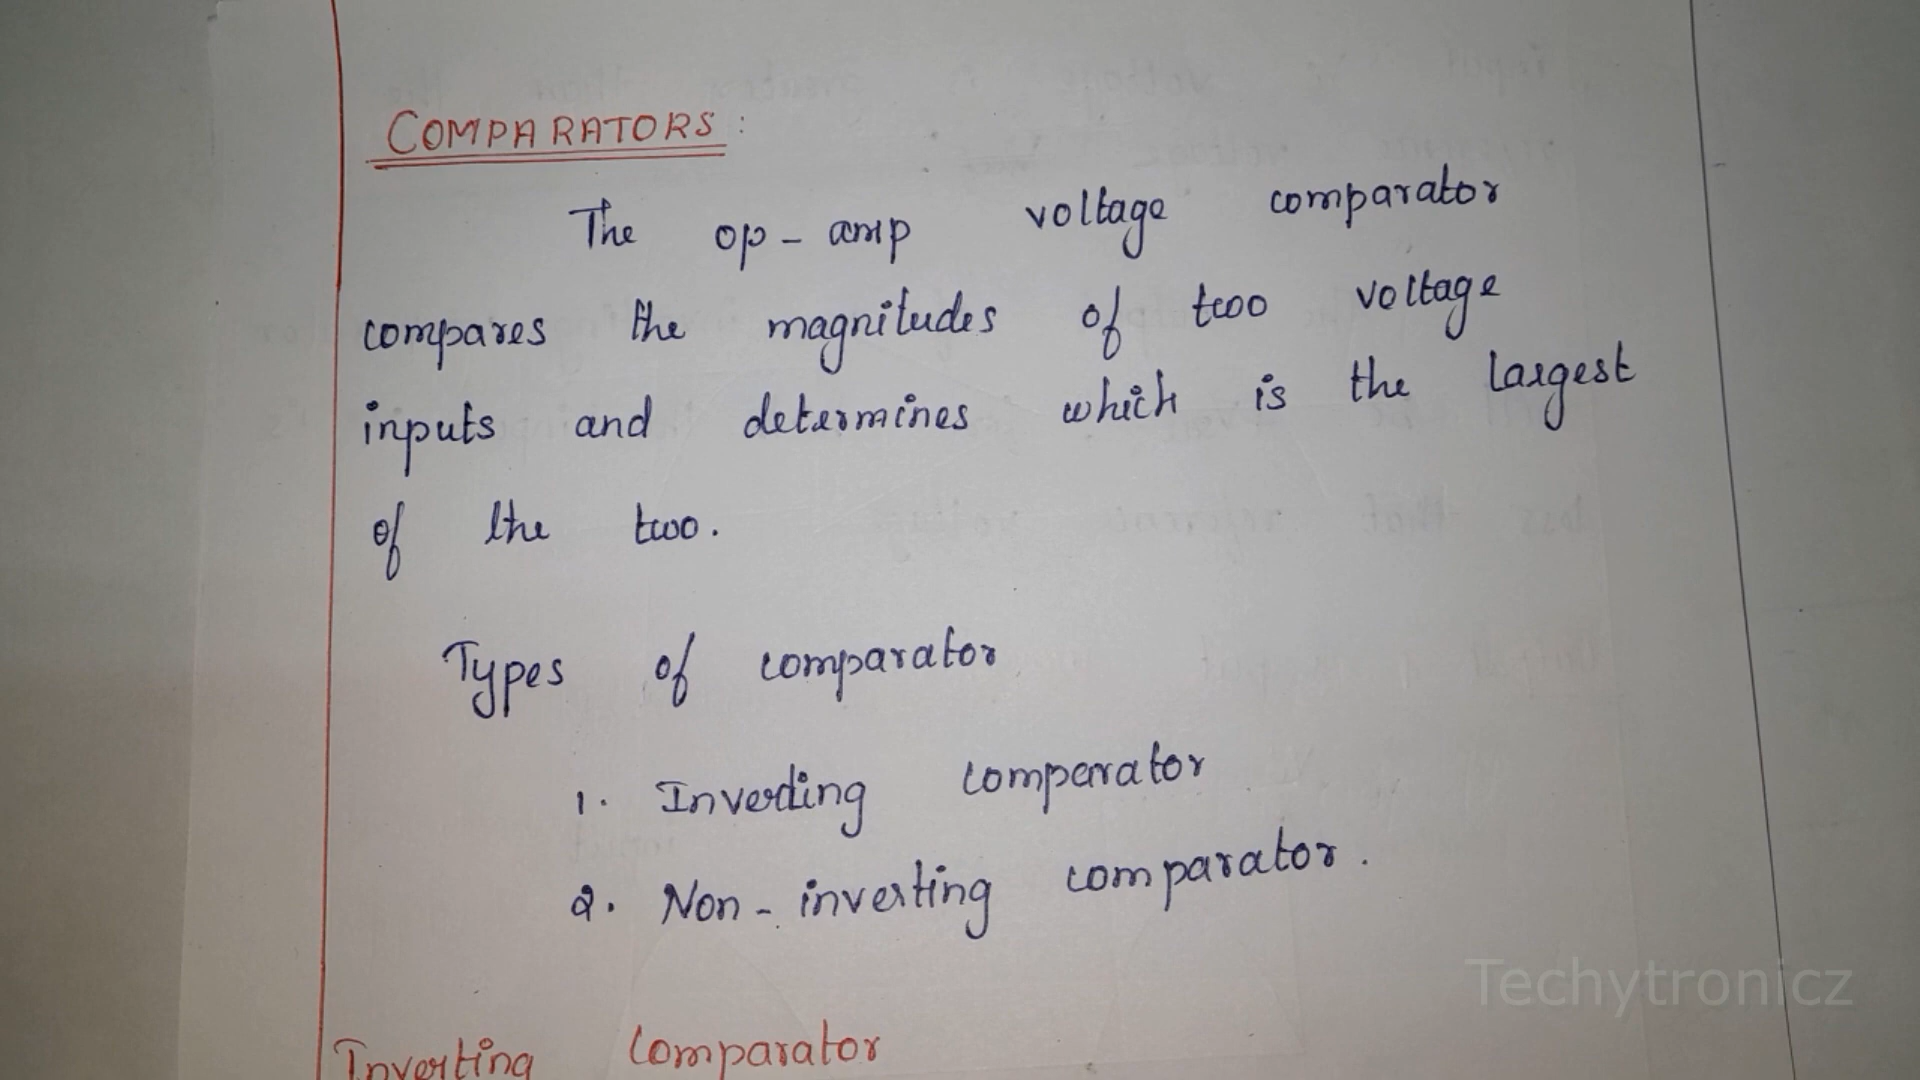 COMPARATORS:
The op-amp voltage comparator
compares the magnitudes of two voltage
inputs and determines which is the largest
of the two.
Types of comparator
1. Inverting comparator
2. Non-inverting comparator.
Inverting Comparator
Techytronicz